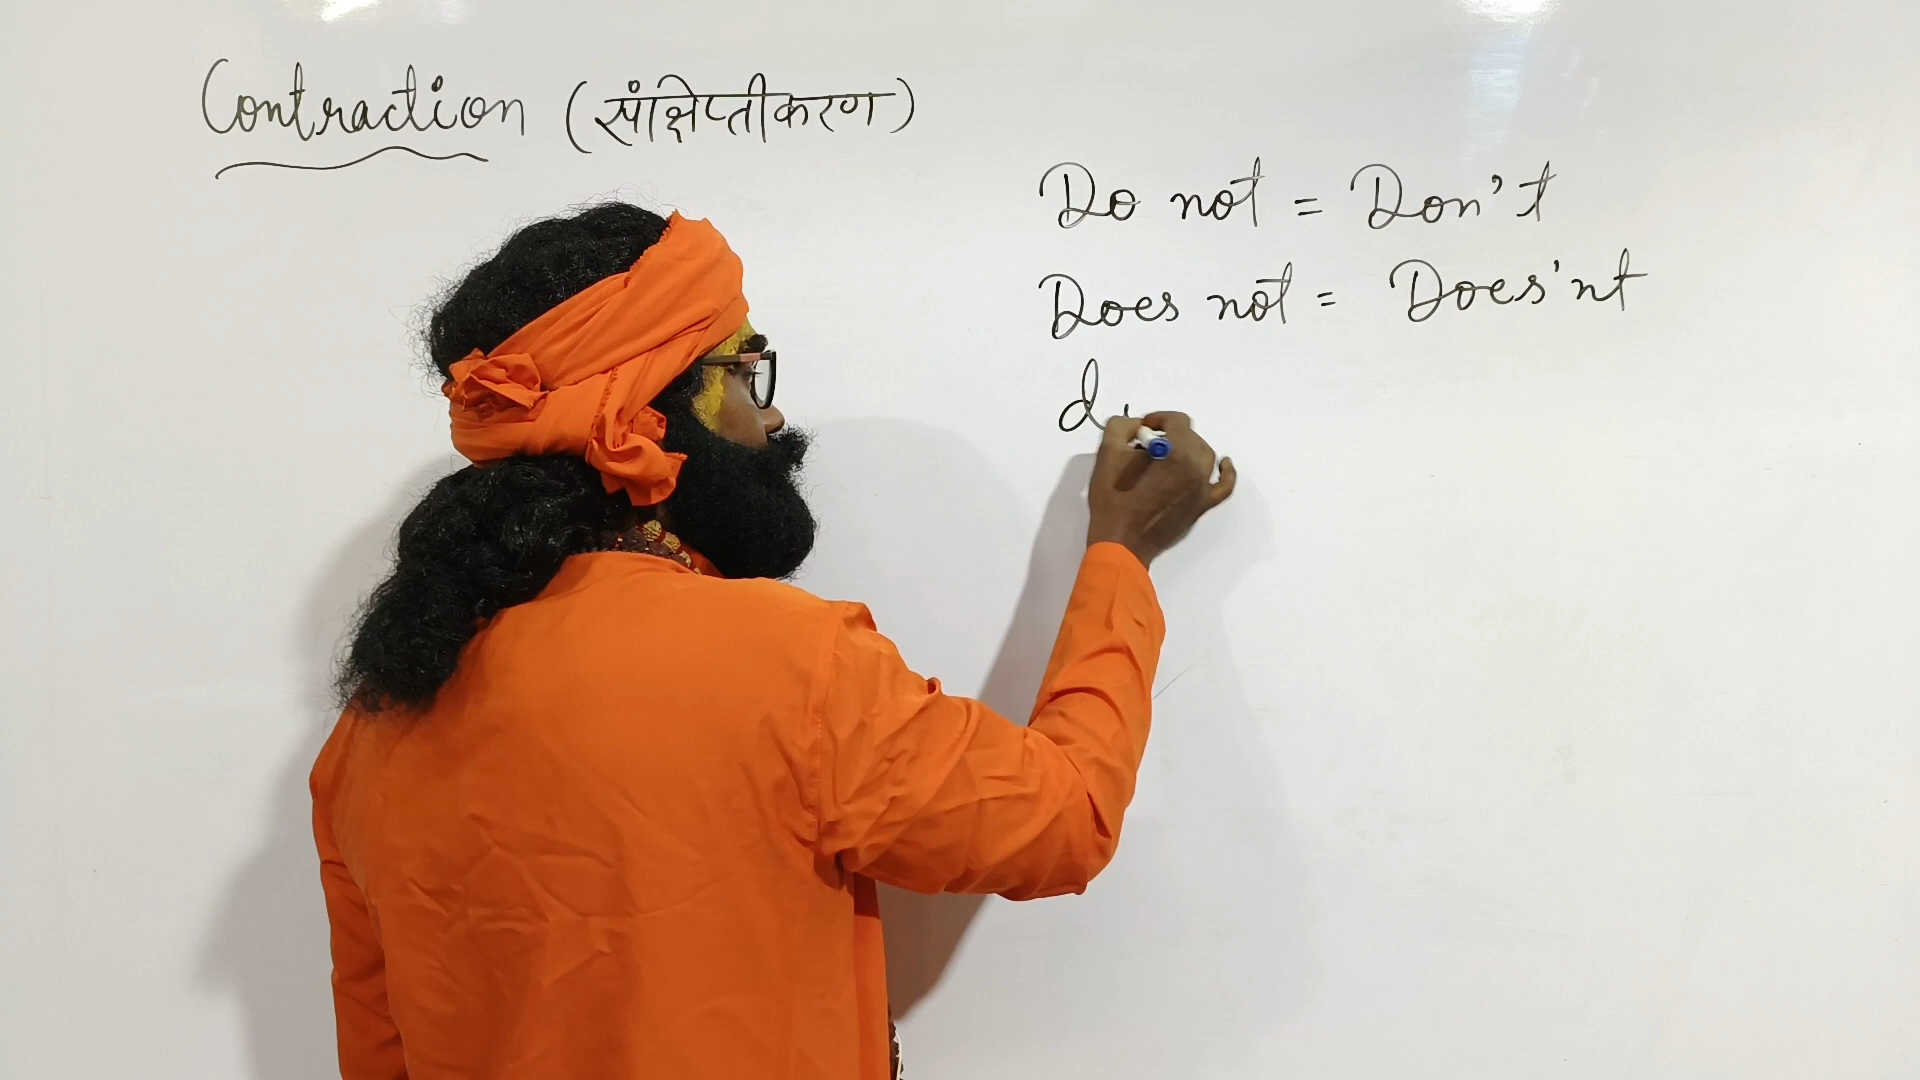 Contraction (संक्षिप्तीकरण)
Do not = Don't
Does not = Does'nt
d